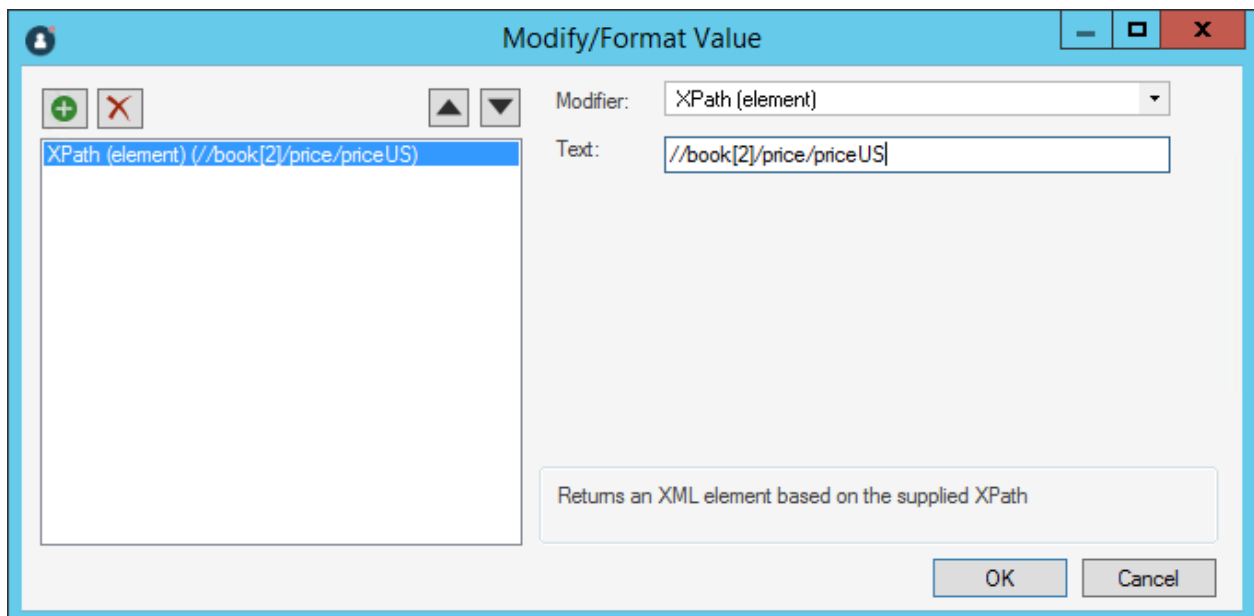 Modify/Format Value
X
Modifier:
XPath (element)
XPath (element) (//book[2]/price/priceUS)
Text:
//book[2]/price/priceUS
Returns an XML element based on the supplied XPath
OK
Cancel